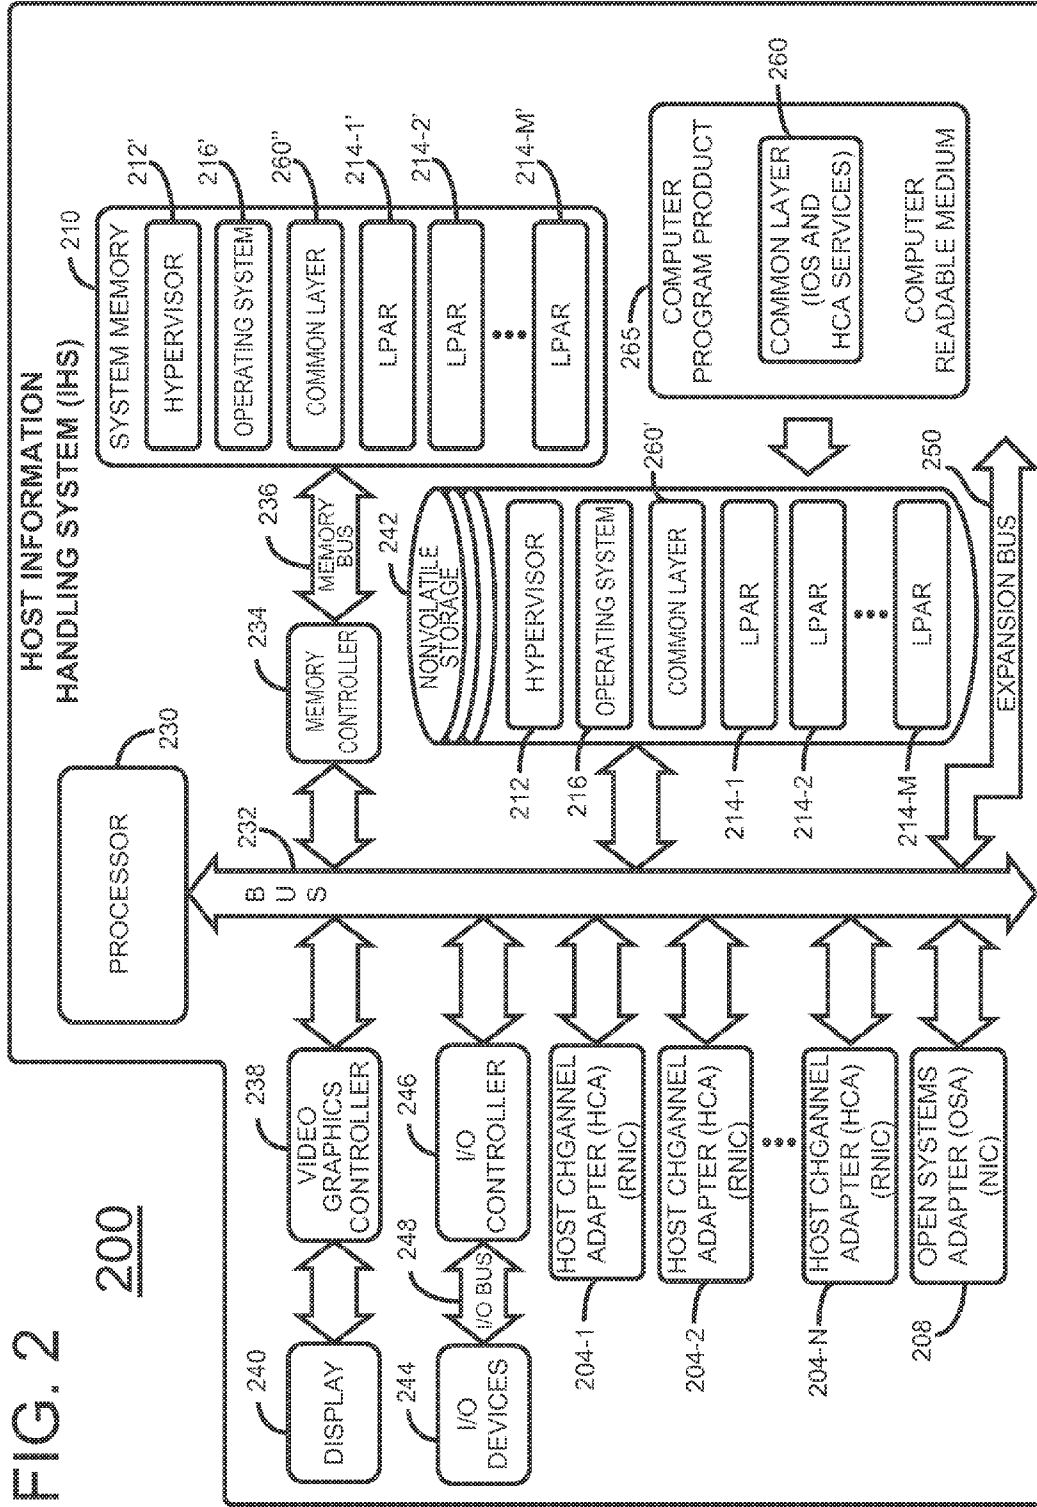 FIG. 2
200
HOST INFORMATION
HANDLING SYSTEM (IHS)
PROCESSOR
230
BUS
232
240
DISPLAY
238
VIDEO
GRAPHICS
CONTROLLER
234
MEMORY
CONTROLLER
236
MEMORY
BUS
210
SYSTEM MEMORY
HYPERVISOR
212'
OPERATING SYSTEM
216'
COMMON LAYER
260"
LPAR
214-1'
LPAR
214-2'
LPAR
214-M'
244
I/O
DEVICES
248
I/O BUS
246
I/O
CONTROLLER
242
NONVOLATILE
STORAGE
HYPERVISOR
212
OPERATING SYSTEM
216
COMMON LAYER
260'
LPAR
214-1
LPAR
214-2
LPAR
214-M
HOST CHGANNEL
ADAPTER (HCA)
(RNIC)
204-1
HOST CHGANNEL
ADAPTER (HCA)
(RNIC)
204-2
HOST CHGANNEL
ADAPTER (HCA)
(RNIC)
204-N
OPEN SYSTEMS
ADAPTER (OSA)
(NIC)
208
265
COMPUTER
PROGRAM PRODUCT
COMMON LAYER
(IOS AND
HCA SERVICES)
260
COMPUTER
READABLE MEDIUM
EXPANSION BUS
250